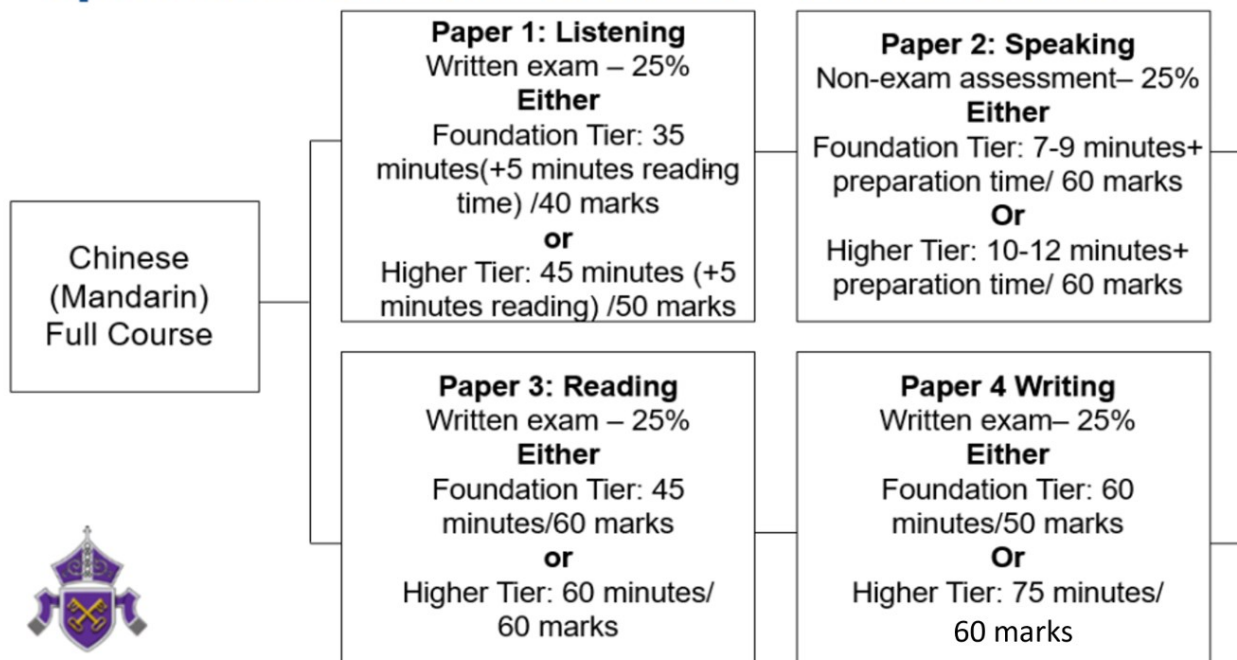 Chinese
(Mandarin)
Full Course
Paper 1: Listening
Written exam – 25%
Either
Foundation Tier: 35
minutes(+5 minutes reading
time) /40 marks
or
Higher Tier: 45 minutes (+5
minutes reading) /50 marks
Paper 2: Speaking
Non-exam assessment– 25%
Either
Foundation Tier: 7-9 minutes+
preparation time/ 60 marks
Or
Higher Tier: 10-12 minutes+
preparation time/ 60 marks
Paper 3: Reading
Written exam – 25%
Either
Foundation Tier: 45
minutes/60 marks
or
Higher Tier: 60 minutes/
60 marks
Paper 4 Writing
Written exam– 25%
Either
Foundation Tier: 60
minutes/50 marks
Or
Higher Tier: 75 minutes/
60 marks